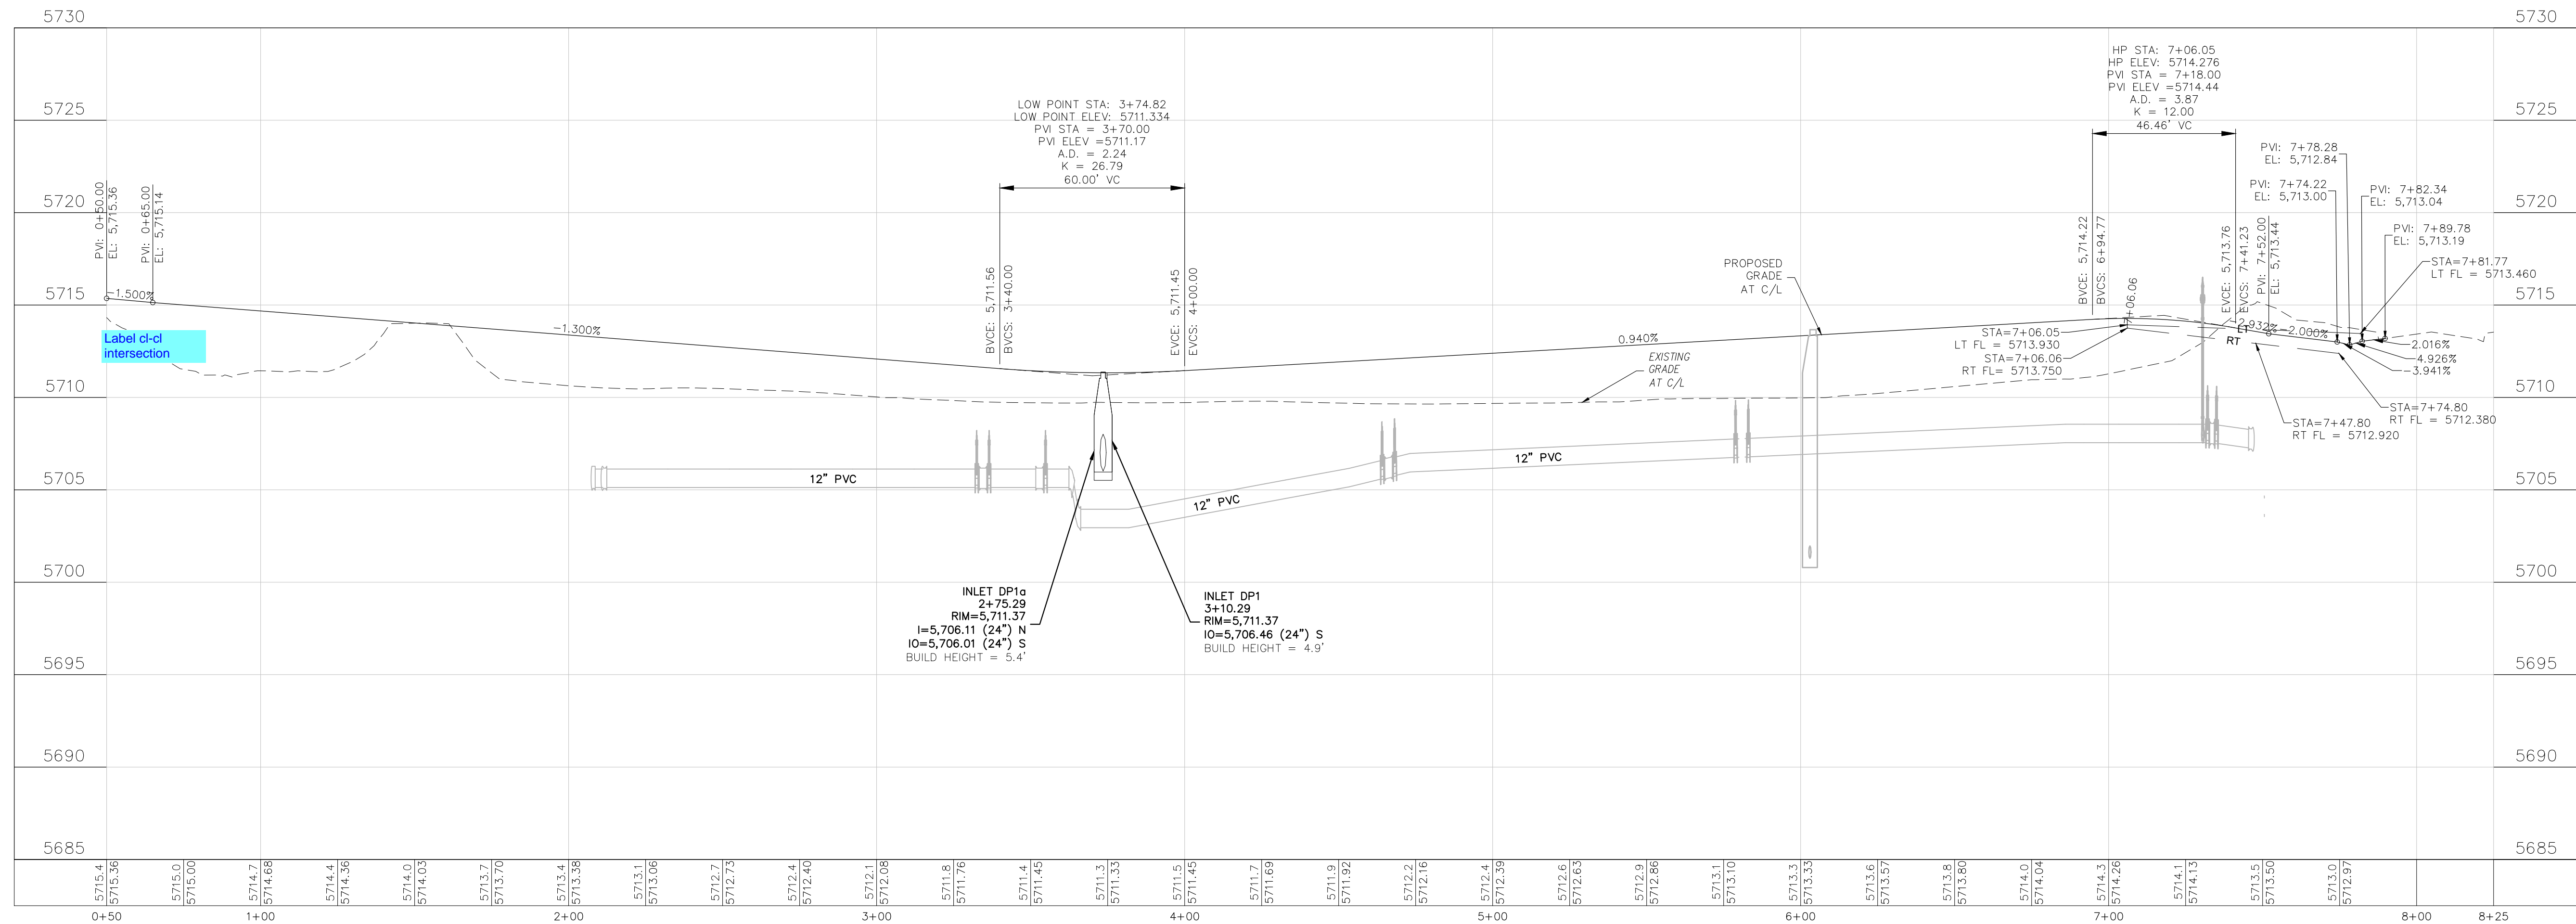 5730
5730
5725
5725
5720
5720
5715
5715
5710
5710
5705
5705
5700
5700
5695
5695
5690
5690
5685
5685
PVI: 0+50.00
EL: 5,715.36
PVI: 0+65.00
EL: 5,715.14
-1.500%
Label cl-cl
intersection
-1.300%
LOW POINT STA: 3+74.82
LOW POINT ELEV: 5711.334
PVI STA = 3+70.00
PVI ELEV =5711.17
A.D. = 2.24
K = 26.79
60.00' VC
BVCE: 5,711.56
BVCS: 3+40.00
EVCE: 5,711.45
EVCS: 4+00.00
0.940%
PROPOSED
GRADE
AT C/L
EXISTING
GRADE
AT C/L
HP STA: 7+06.05
HP ELEV: 5714.276
PVI STA = 7+18.00
PVI ELEV =5714.44
A.D. = 3.87
K = 12.00
46.46' VC
BVCE: 5,714.22
BVCS: 6+94.77
7+06.06
EVCE: 5,713.76
EVCS: 7+41.23
PVI: 7+52.00
EL: 5,713.44
PVI: 7+78.28
EL: 5,712.84
PVI: 7+74.22
EL: 5,713.00
PVI: 7+82.34
EL: 5,713.04
PVI: 7+89.78
EL: 5,713.19
STA=7+81.77
LT FL = 5713.460
STA=7+06.05
LT FL = 5713.930
STA=7+06.06
RT FL= 5713.750
LT
RT
-2.932%
-2.000%
2.016%
4.926%
-3.941%
STA=7+74.80
RT FL = 5712.380
STA=7+47.80
RT FL = 5712.920
12" PVC
12" PVC
12" PVC
INLET DP1a
2+75.29
RIM=5,711.37
I=5,706.11 (24") N
IO=5,706.01 (24") S
BUILD HEIGHT = 5.4'
INLET DP1
3+10.29
RIM=5,711.37
IO=5,706.46 (24") S
BUILD HEIGHT = 4.9'
5715.4
5715.36
5715.0
5715.00
5714.7
5714.68
5714.4
5714.36
5714.0
5714.03
5713.7
5713.70
5713.4
5713.38
5713.1
5713.06
5712.7
5712.73
5712.4
5712.40
5712.1
5712.08
5711.8
5711.76
5711.4
5711.45
5711.3
5711.33
5711.5
5711.45
5711.7
5711.69
5711.9
5711.92
5712.2
5712.16
5712.4
5712.39
5712.6
5712.63
5712.9
5712.86
5713.1
5713.10
5713.3
5713.33
5713.6
5713.57
5713.8
5713.80
5714.0
5714.04
5714.3
5714.26
5714.1
5714.13
5713.5
5713.50
5713.0
5712.97
0+50
1+00
2+00
3+00
4+00
5+00
6+00
7+00
8+00
8+25